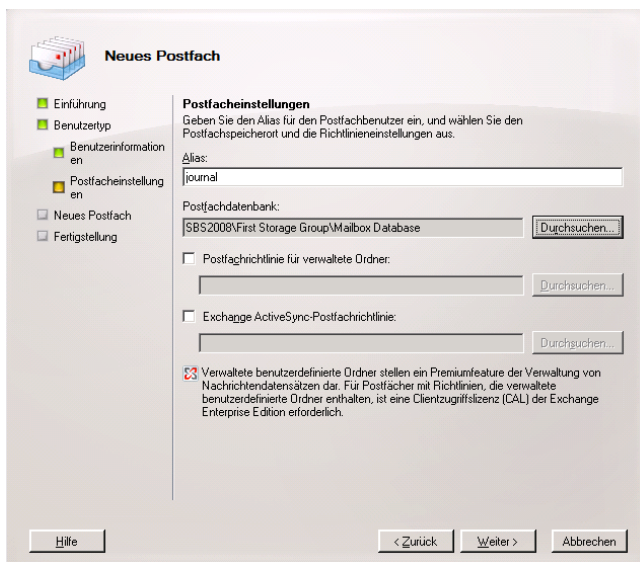 Neues Postfach
Einführung
Benutzertyp
Benutzerinformation
en
Postfacheinstellung
en
Neues Postfach
Fertigstellung
Postfacheinstellungen
Geben Sie den Alias für den Postfachbenutzer ein, und wählen Sie den
Postfachspeicherort und die Richtlinieneinstellungen aus.
Alias:
journal
Postfachdatenbank:
SBS2008\First Storage Group\Mailbox Database
Durchsuchen...
Postfachrichtlinie für verwaltete Ordner:
Durchsuchen...
Exchange ActiveSync-Postfachrichtlinie:
Durchsuchen...
Verwaltete benutzerdefinierte Ordner stellen ein Premiumfeature der Verwaltung von
Nachrichtendatensätzen dar. Für Postfächer mit Richtlinien, die verwaltete
benutzerdefinierte Ordner enthalten, ist eine Clientzugriffslizenz (CAL) der Exchange
Enterprise Edition erforderlich.
Hilfe
< Zurück
Weiter >
Abbrechen